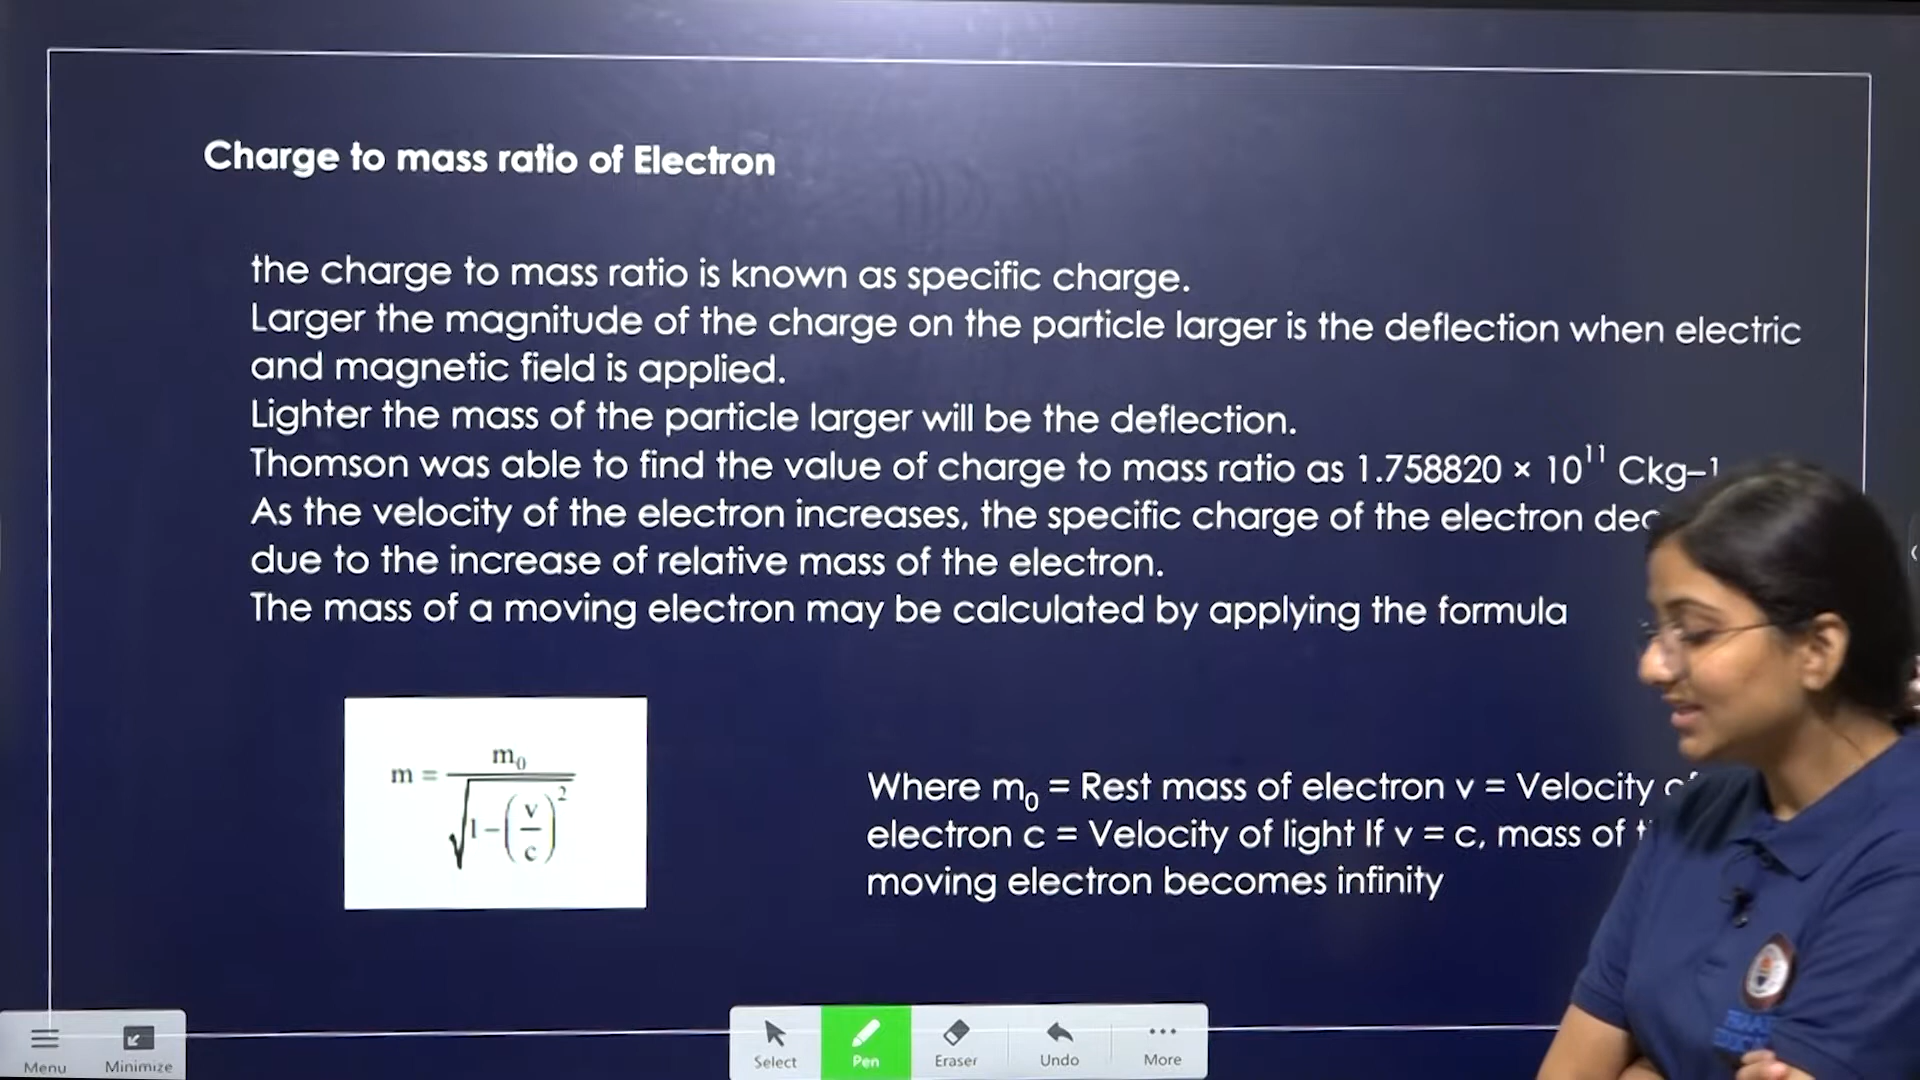 Charge to mass ratio of Electron
the charge to mass ratio is known as specific charge.
Larger the magnitude of the charge on the particle larger is the deflection when electric
and magnetic field is applied.
Lighter the mass of the particle larger will be the deflection.
Thomson was able to find the value of charge to mass ratio as 1.758820 × 10¹¹ Ckg–1
As the velocity of the electron increases, the specific charge of the electron
due to the increase of relative mass of the electron.
The mass of a moving electron may be calculated by applying the formula
m = m₀ / √(1 – (v/c)²)
Where m₀ = Rest mass of electron v = Velocity
electron c = Velocity of light If v = c, mass of
moving electron becomes infinity
Menu Minimize Select Pen Eraser Undo More